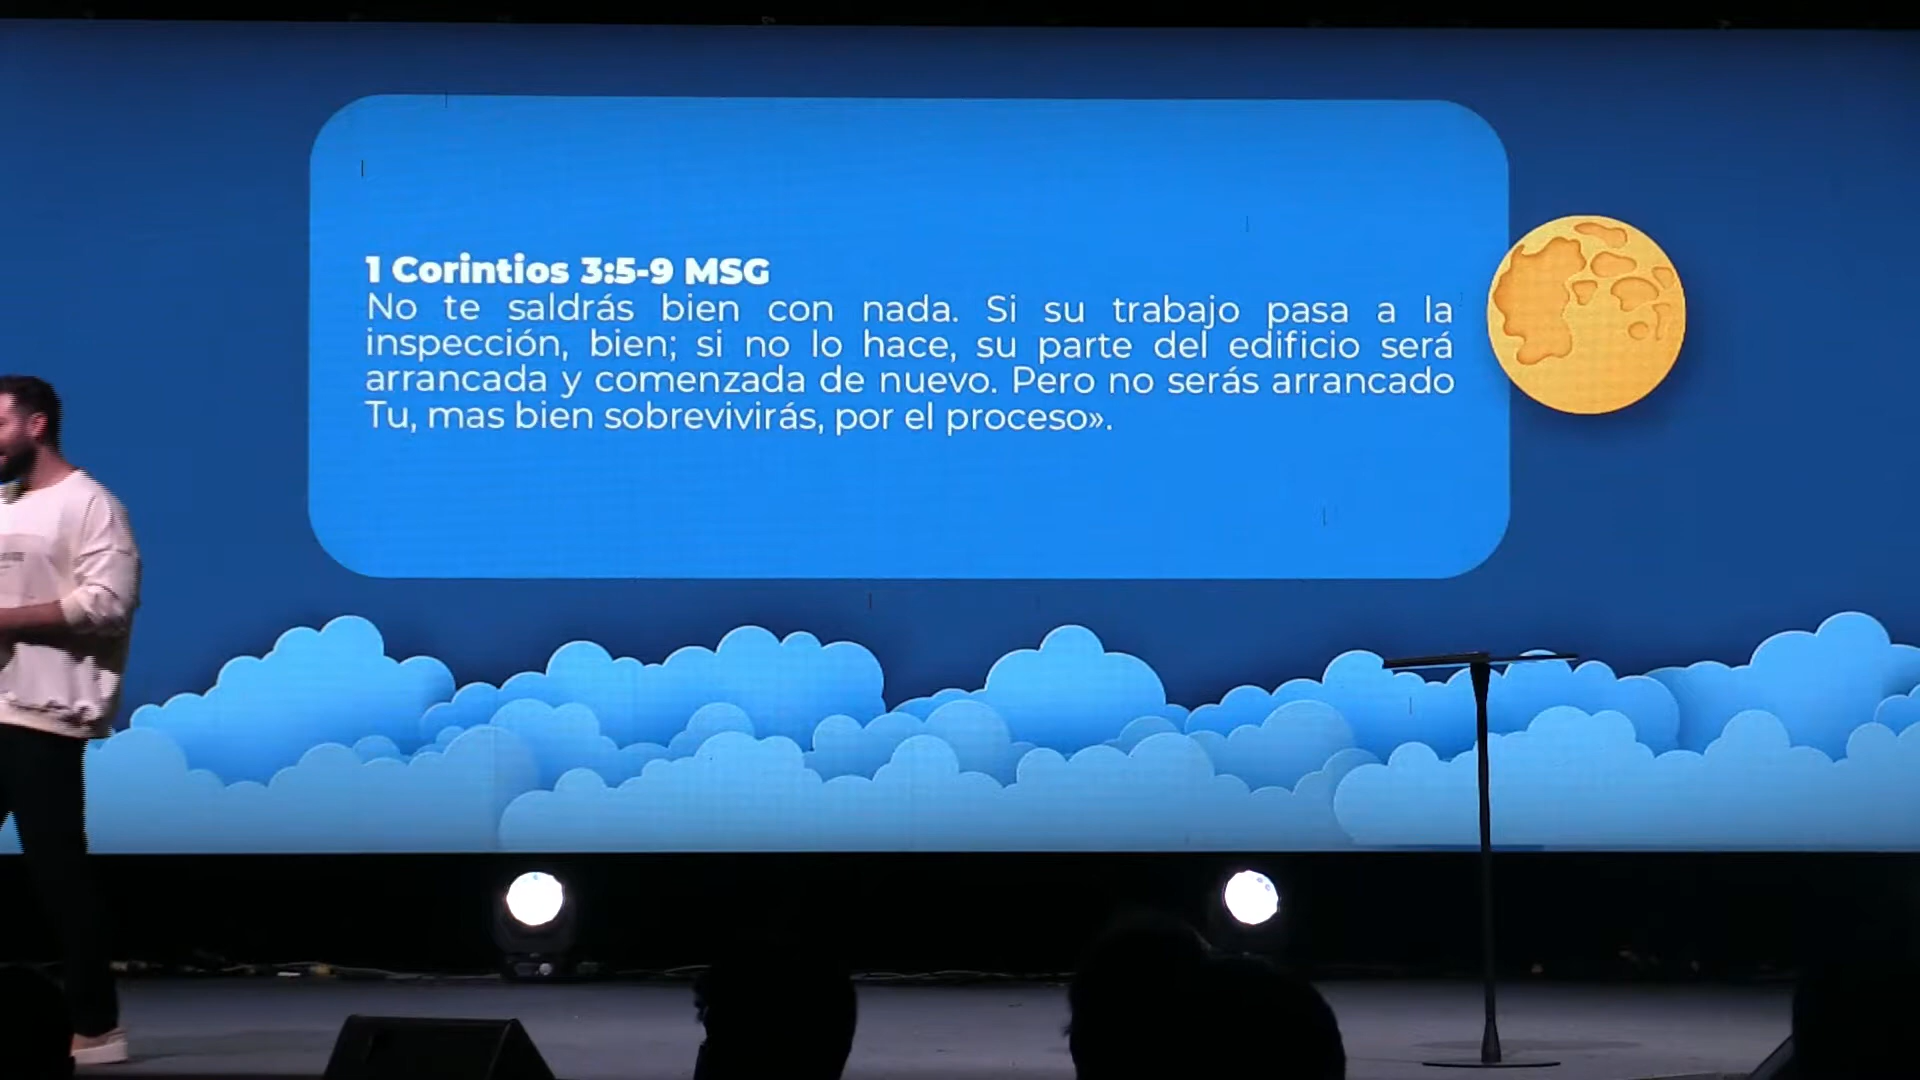 1 Corintios 3:5-9 MSG
No te saldrás bien con nada. Si su trabajo pasa a la
inspección, bien; si no lo hace, su parte del edificio será
arrancada y comenzada de nuevo. Pero no serás arrancado
Tu, mas bien sobrevivirás, por el proceso».